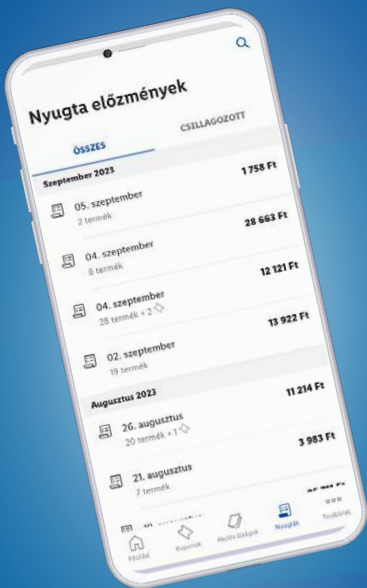 Nyugta előzmények
ÖSSZES
CSILLAGOZOTT
Szeptember 2023
05. szeptember
1 758 Ft
2 termék
04. szeptember
28 663 Ft
8 termék
04. szeptember
12 121 Ft
28 termék + 2
02. szeptember
13 922 Ft
19 termék
Augusztus 2023
26. augusztus
11 214 Ft
20 termék + 1
21. augusztus
3 983 Ft
7 termék
Főoldal
Kuponok
Akciós újságok
Nyugták
Továbbiak